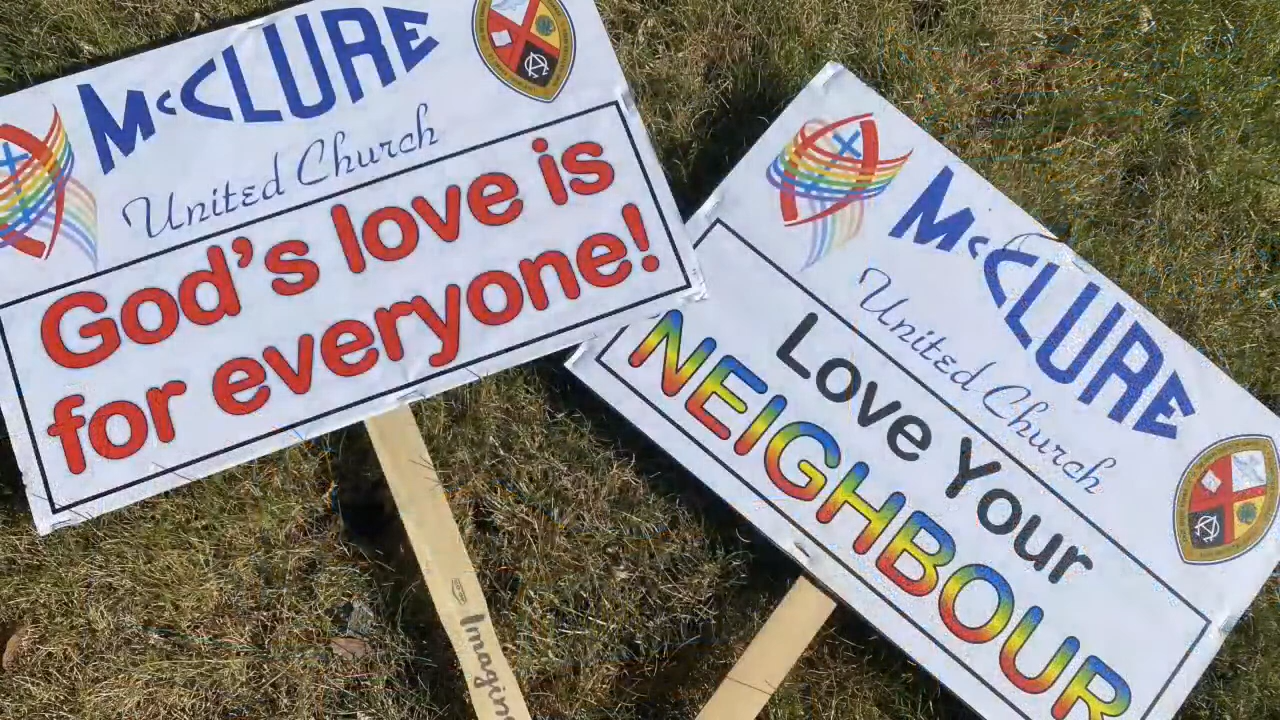 McCLURE
United Church
God's love is
for everyone!
McCLURE
United Church
Love Your
NEIGHBOUR